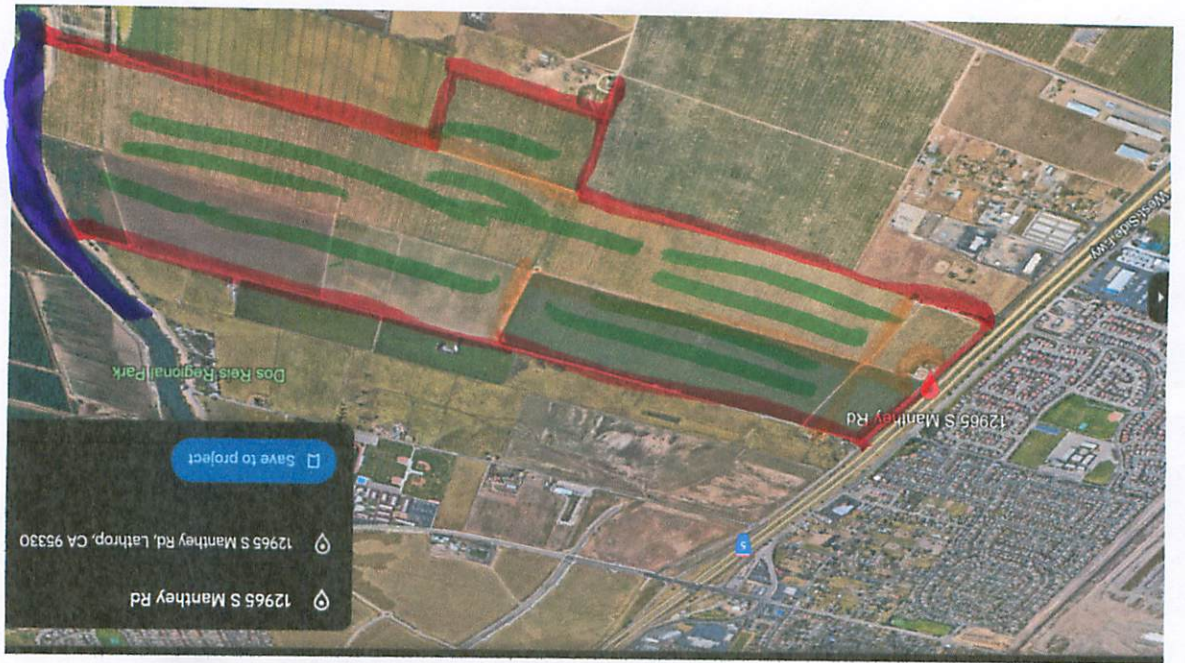 12965 S Manthey Rd
12965 S Manthey Rd, Lathrop, CA 95330
Save to project
Dos Reis Regional Park
5
12965 S Manthey Rd
West Side Fwy